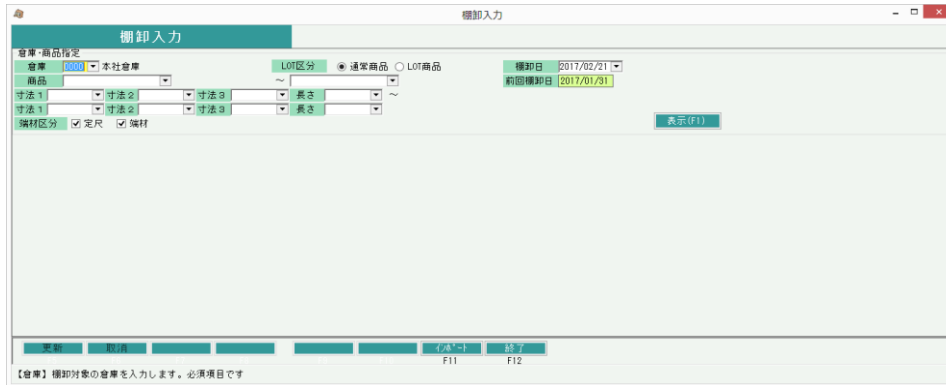 棚卸入力
棚卸入力
倉庫・商品指定
倉庫 0000 本社倉庫 LOT区分 通常商品 LOT商品 棚卸日 2017/02/21
商品 ～ 前回棚卸日 2017/01/31
寸法1 寸法2 寸法3 長さ ～
寸法1 寸法2 寸法3 長さ
端材区分 定尺 端材 表示(F1)
更新 取消 ｲﾝﾎﾟｰﾄ 終了
F11 F12
【倉庫】棚卸対象の倉庫を入力します。必須項目です